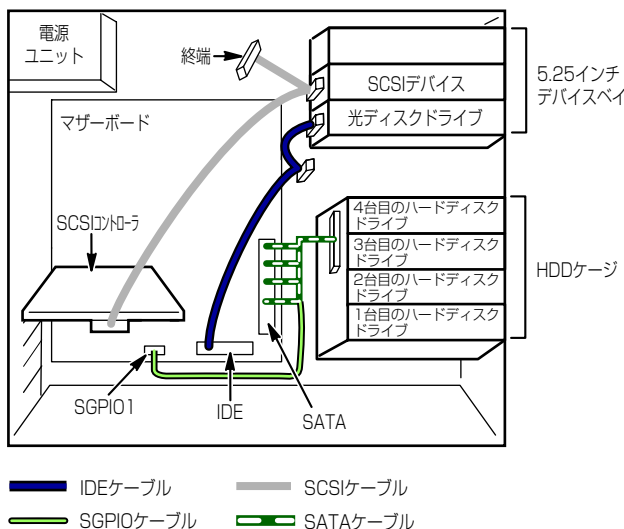 電源
ユニット
終端
SCSIデバイス
光ディスクドライブ
5.25インチ
デバイスベイ
マザーボード
SCSIコントローラ
4台目のハードディスク
ドライブ
3台目のハードディスク
ドライブ
2台目のハードディスク
ドライブ
1台目のハードディスク
ドライブ
HDDケージ
SGPIO1
IDE
SATA
IDEケーブル
SCSIケーブル
SGPIOケーブル
SATAケーブル